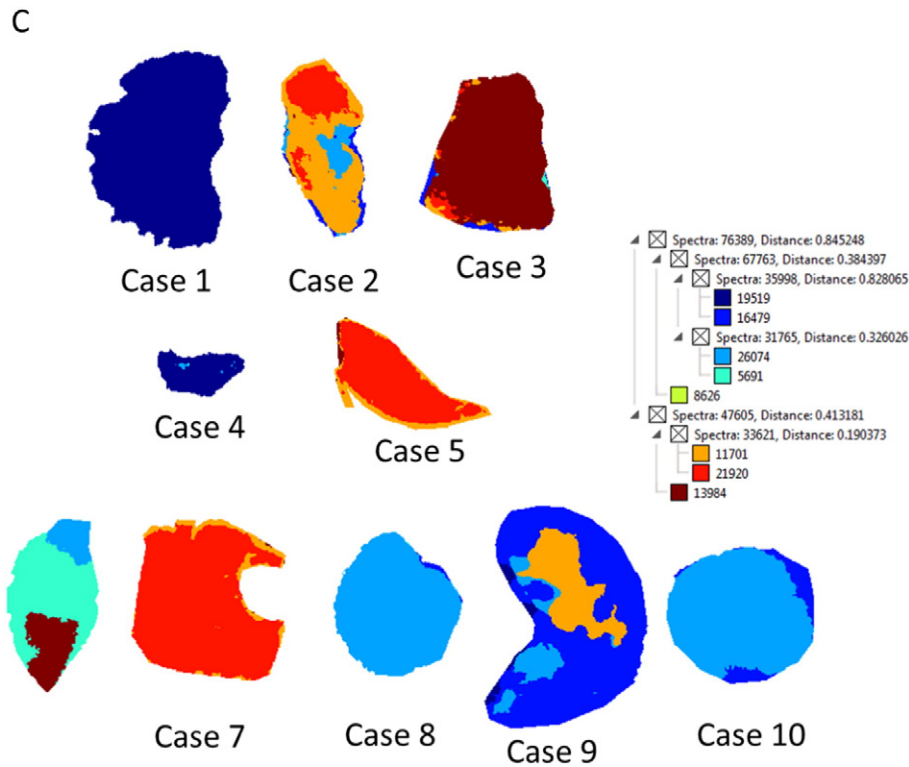 C
Case 1
Case 2
Case 3
Spectra: 76389, Distance: 0.845248
Spectra: 67763, Distance: 0.384397
Spectra: 35998, Distance: 0.828065
19519
16479
Spectra: 31765, Distance: 0.326026
26074
5691
8626
Spectra: 47605, Distance: 0.413181
Spectra: 33621, Distance: 0.190373
11701
21920
13984
Case 4
Case 5
Case 7
Case 8
Case 9
Case 10